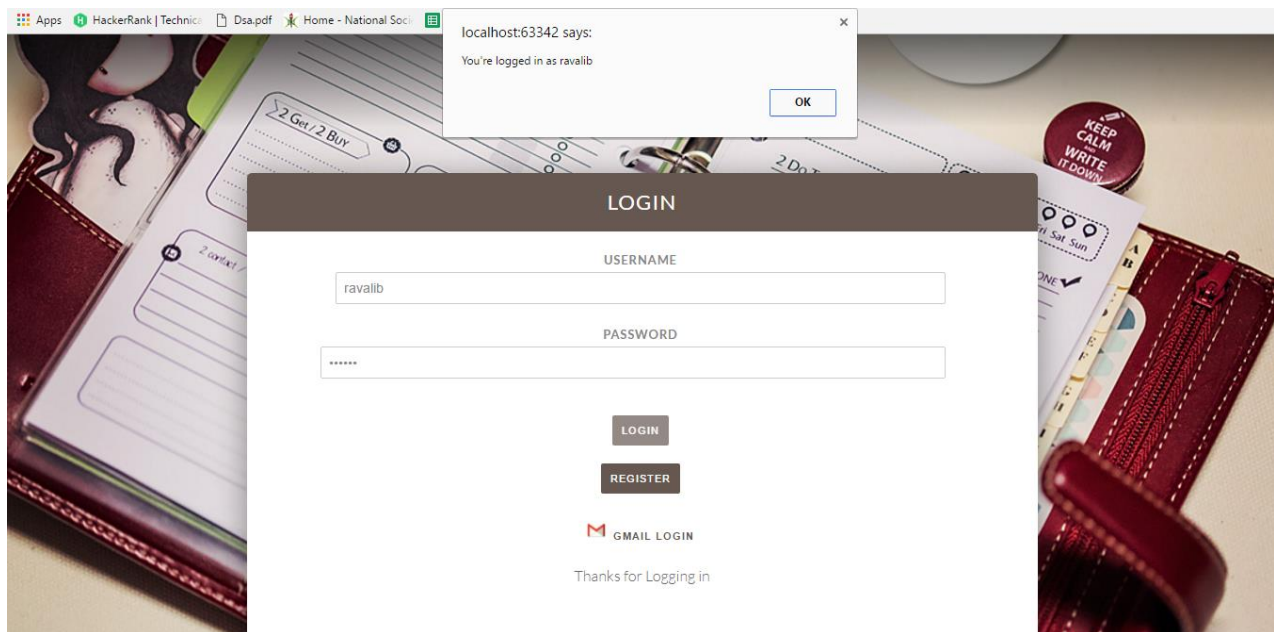 Apps HackerRank | Technica Dsa.pdf Home - National Soci
localhost:63342 says:
You're logged in as ravalib
OK
2 Get / 2 Buy
KEEP
CALM
AND
WRITE
IT DOWN
LOGIN
Fri Sat Sun
2 contact /
USERNAME
ravalib
PASSWORD
••••••
LOGIN
REGISTER
GMAIL LOGIN
Thanks for Logging in
A
B
E
F
H
I